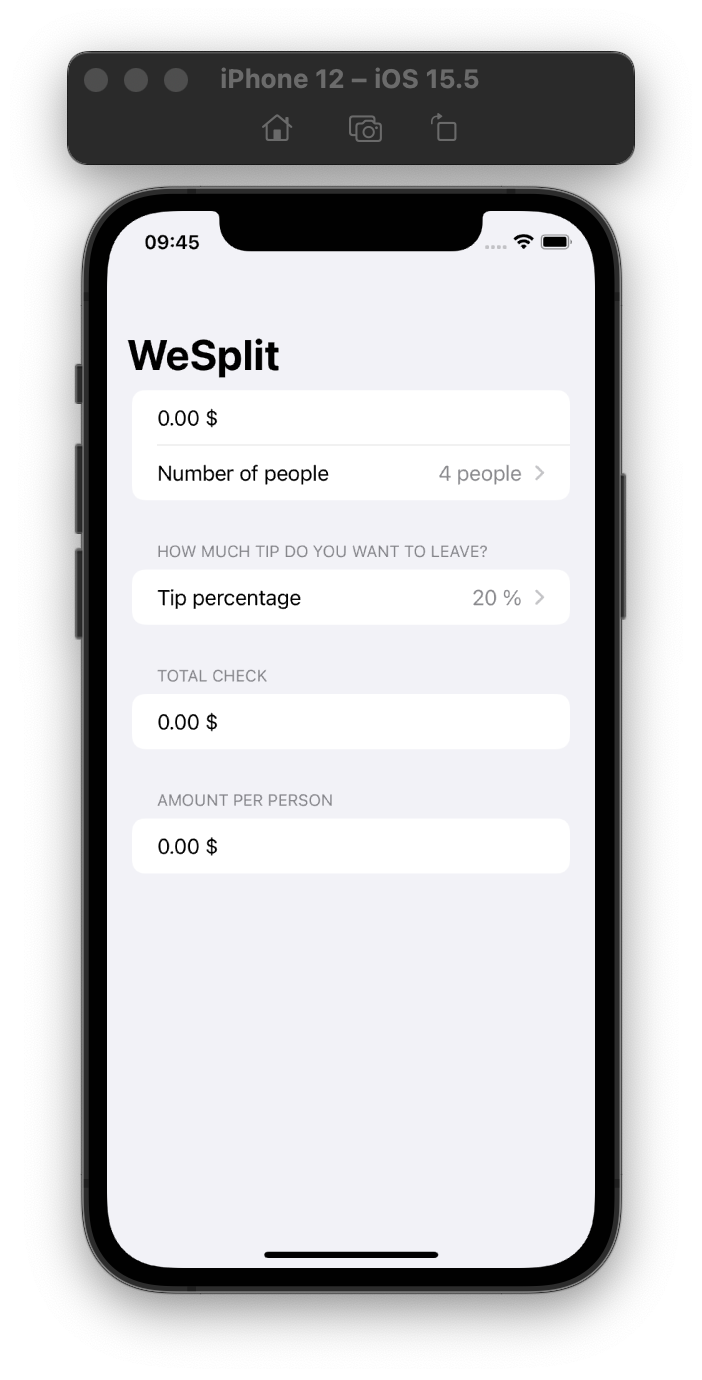 iPhone 12 – iOS 15.5
09:45
WeSplit
0.00 $
Number of people 4 people
HOW MUCH TIP DO YOU WANT TO LEAVE?
Tip percentage 20 %
TOTAL CHECK
0.00 $
AMOUNT PER PERSON
0.00 $